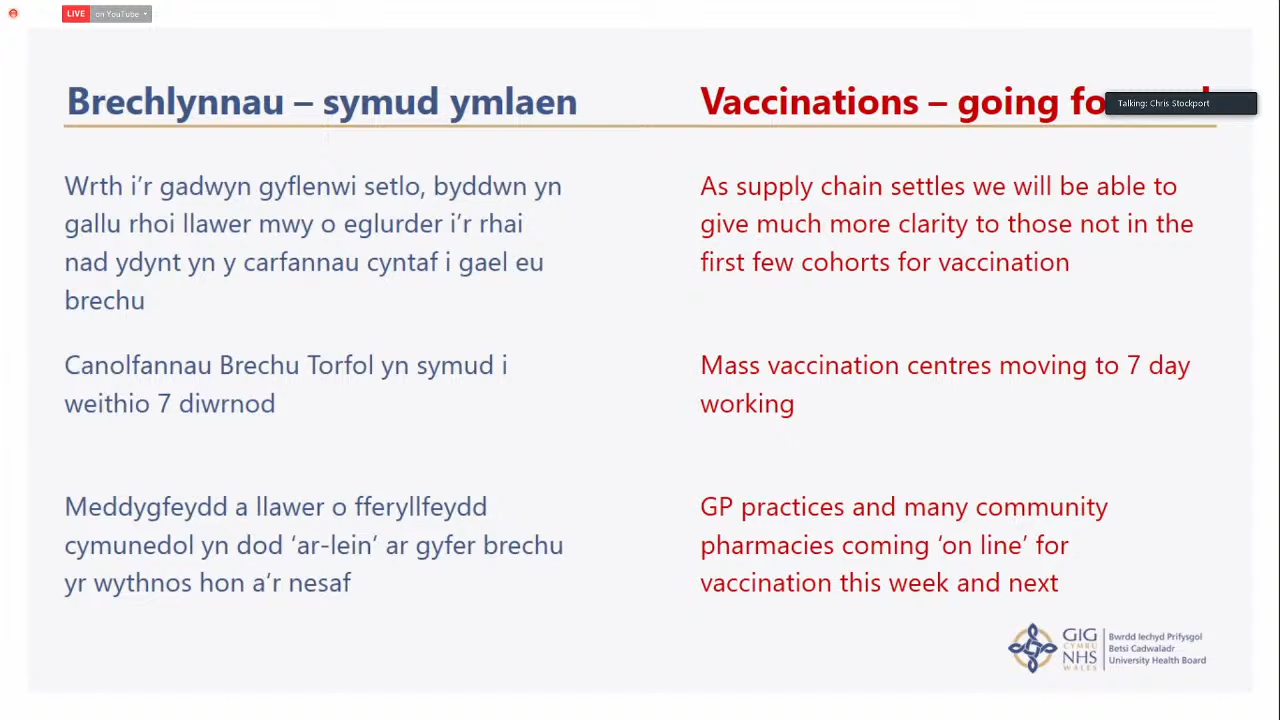 LIVE on YouTube
Brechlynnau – symud ymlaen
Wrth i’r gadwyn gyflenwi setlo, byddwn yn
gallu rhoi llawer mwy o eglurder i’r rhai
nad ydynt yn y carfannau cyntaf i gael eu
brechu
Canolfannau Brechu Torfol yn symud i
weithio 7 diwrnod
Meddygfeydd a llawer o fferyllfeydd
cymunedol yn dod ‘ar-lein’ ar gyfer brechu
yr wythnos hon a’r nesaf
Vaccinations – going
Talking: Chris Stockport
As supply chain settles we will be able to
give much more clarity to those not in the
first few cohorts for vaccination
Mass vaccination centres moving to 7 day
working
GP practices and many community
pharmacies coming ‘on line’ for
vaccination this week and next
GIG
CYMRU
NHS
WALES
Bwrdd Iechyd Prifysgol
Betsi Cadwaladr
University Health Board